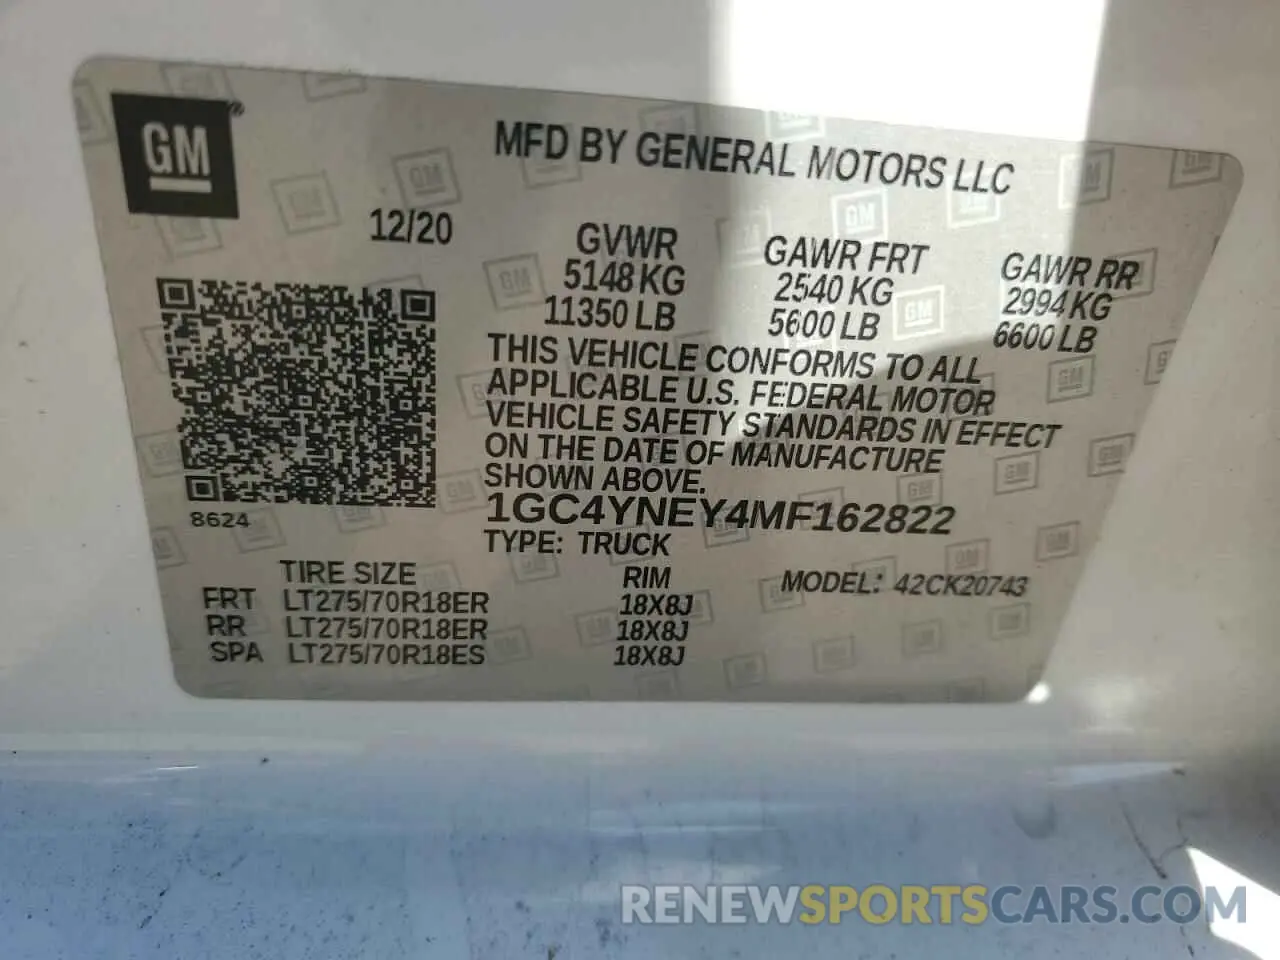 GM®
MFD BY GENERAL MOTORS LLC
12/20
GVWR GAWR FRT GAWR RR
5148 KG 2540 KG 2994 KG
11350 LB 5600 LB 6600 LB
THIS VEHICLE CONFORMS TO ALL
APPLICABLE U.S. FEDERAL MOTOR
VEHICLE SAFETY STANDARDS IN EFFECT
ON THE DATE OF MANUFACTURE
SHOWN ABOVE.
8624
1GC4YNEY4MF162822
TYPE: TRUCK
TIRE SIZE RIM MODEL: 42CK20743
FRT LT275/70R18ER 18X8J
RR LT275/70R18ER 18X8J
SPA LT275/70R18ES 18X8J
RENEWSPORTSCARS.COM